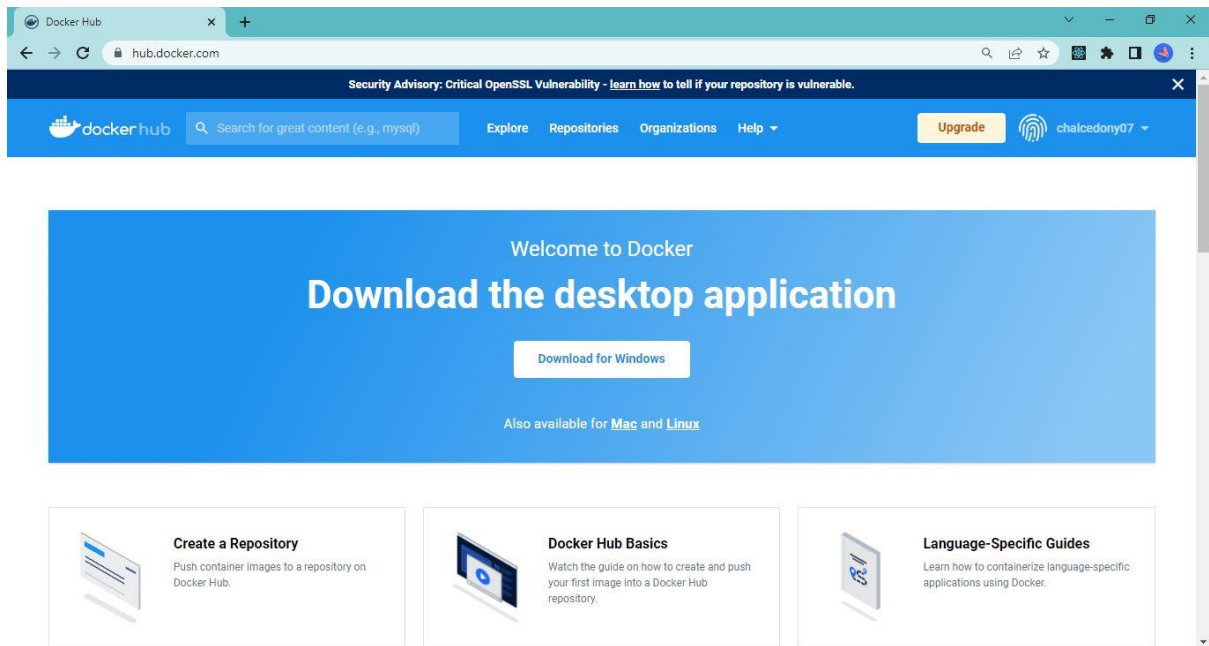 Docker Hub
hub.docker.com
Security Advisory: Critical OpenSSL Vulnerability - learn how to tell if your repository is vulnerable.
dockerhub Search for great content (e.g., mysql) Explore Repositories Organizations Help Upgrade chalcedony07
Welcome to Docker
Download the desktop application
Download for Windows
Also available for Mac and Linux
Create a Repository
Push container images to a repository on
Docker Hub.
Docker Hub Basics
Watch the guide on how to create and push
your first image into a Docker Hub
repository.
Language-Specific Guides
Learn how to containerize language-specific
applications using Docker.